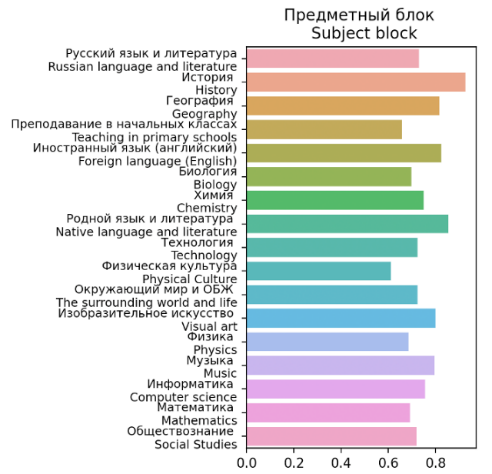 Предметный блок
Subject block
Русский язык и литература
Russian language and literature
История
History
География
Geography
Преподавание в начальных классах
Teaching in primary schools
Иностранный язык (английский)
Foreign language (English)
Биология
Biology
Химия
Chemistry
Родной язык и литература
Native language and literature
Технология
Technology
Физическая культура
Physical Culture
Окружающий мир и ОБЖ
The surrounding world and life
Изобразительное искусство
Visual art
Физика
Physics
Музыка
Music
Информатика
Computer science
Математика
Mathematics
Обществознание
Social Studies
0.0 0.2 0.4 0.6 0.8